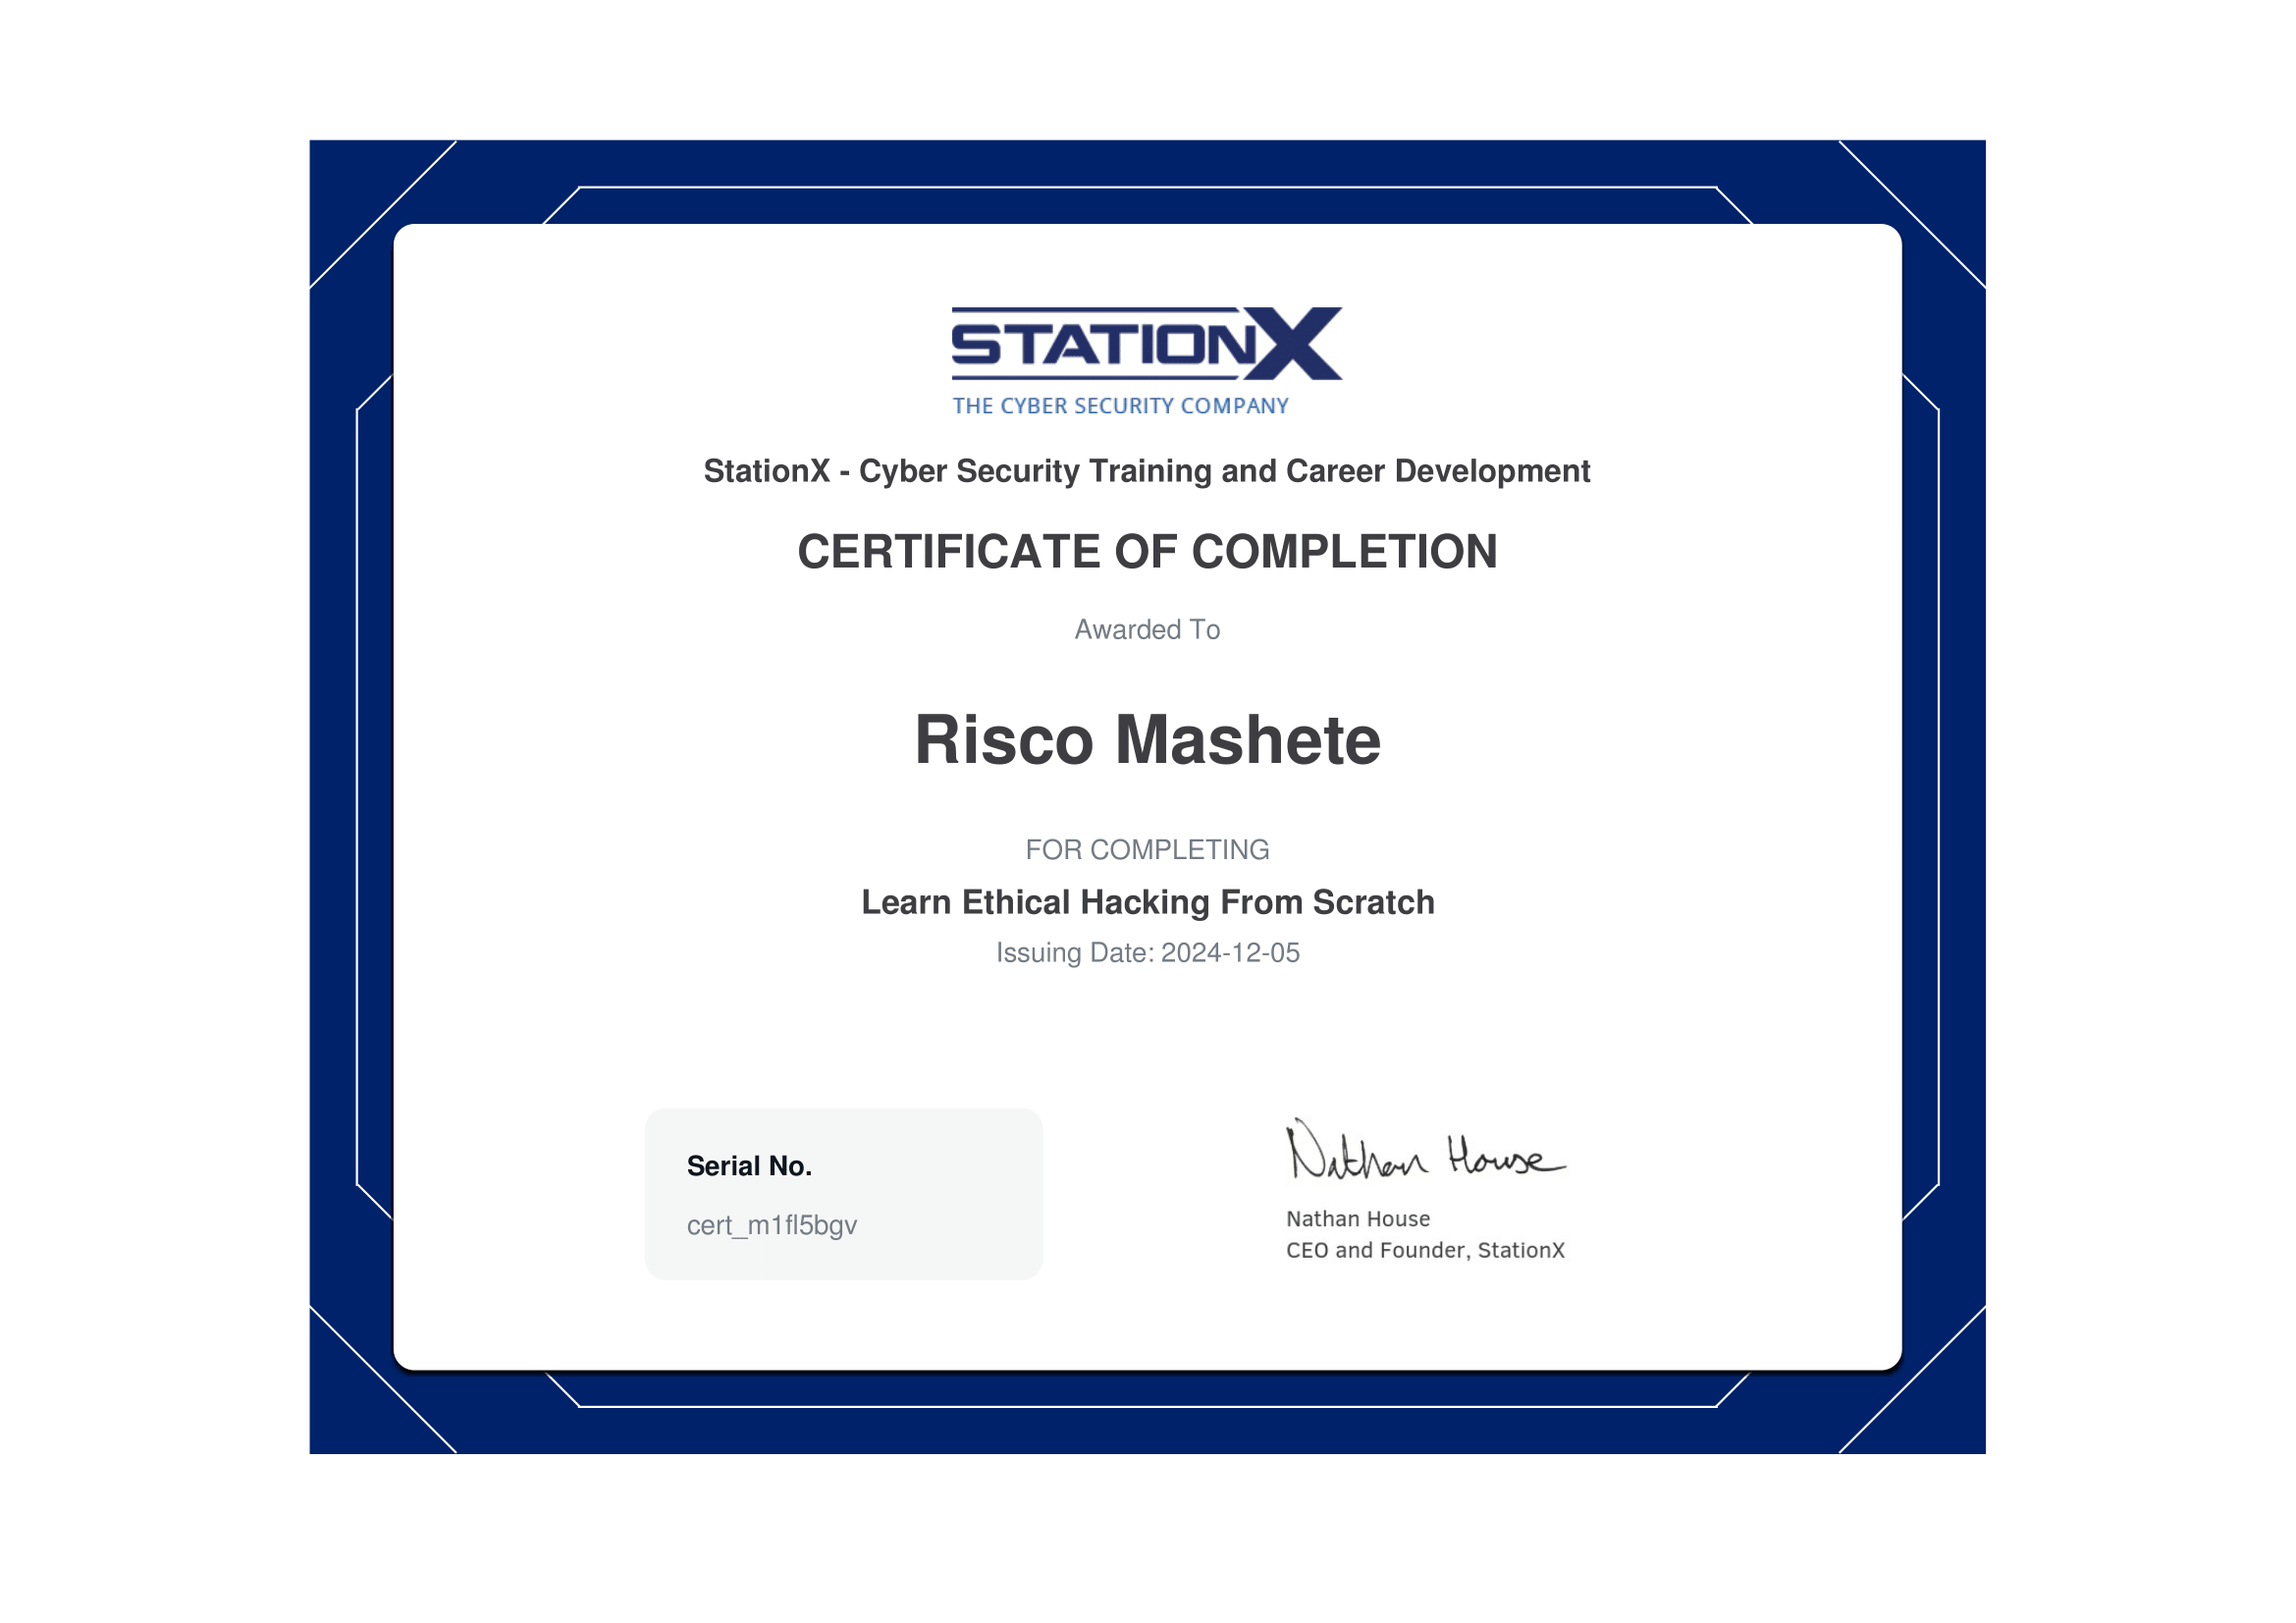 STATIONX
THE CYBER SECURITY COMPANY
StationX - Cyber Security Training and Career Development
CERTIFICATE OF COMPLETION
Awarded To
Risco Mashete
FOR COMPLETING
Learn Ethical Hacking From Scratch
Issuing Date: 2024-12-05
Serial No.
cert_m1fl5bgv
Nathan House
Nathan House
CEO and Founder, StationX